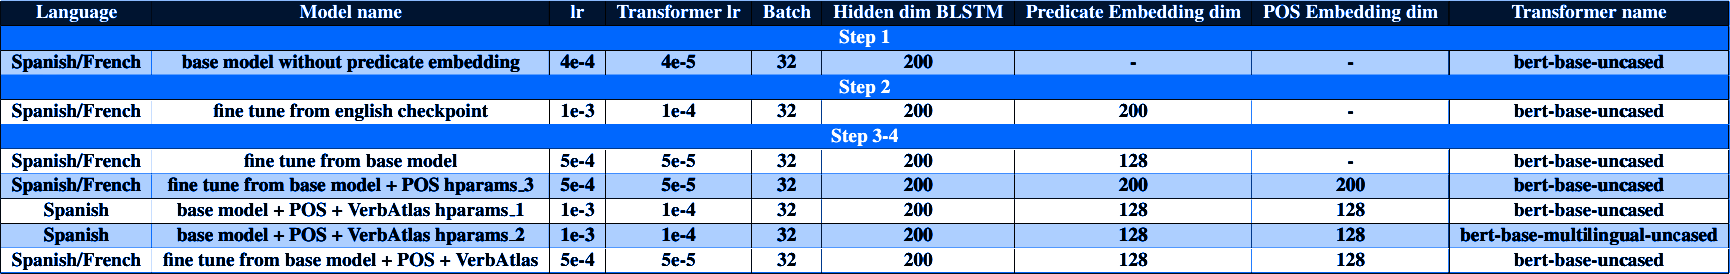 Language Model name lr Transformer lr Batch Hidden dim BLSTM Predicate Embedding dim POS Embedding dim Transformer name
Step 1
Spanish/French base model without predicate embedding 4e-4 4e-5 32 200 - - bert-base-uncased
Step 2
Spanish/French fine tune from english checkpoint 1e-3 1e-4 32 200 200 - bert-base-uncased
Step 3-4
Spanish/French fine tune from base model 5e-4 5e-5 32 200 128 - bert-base-uncased
Spanish/French fine tune from base model + POS hparams_3 5e-4 5e-5 32 200 200 200 bert-base-uncased
Spanish base model + POS + VerbAtlas hparams_1 1e-3 1e-4 32 200 128 128 bert-base-uncased
Spanish base model + POS + VerbAtlas hparams_2 1e-3 1e-4 32 200 128 128 bert-base-multilingual-uncased
Spanish/French fine tune from base model + POS + VerbAtlas 5e-4 5e-5 32 200 128 128 bert-base-uncased